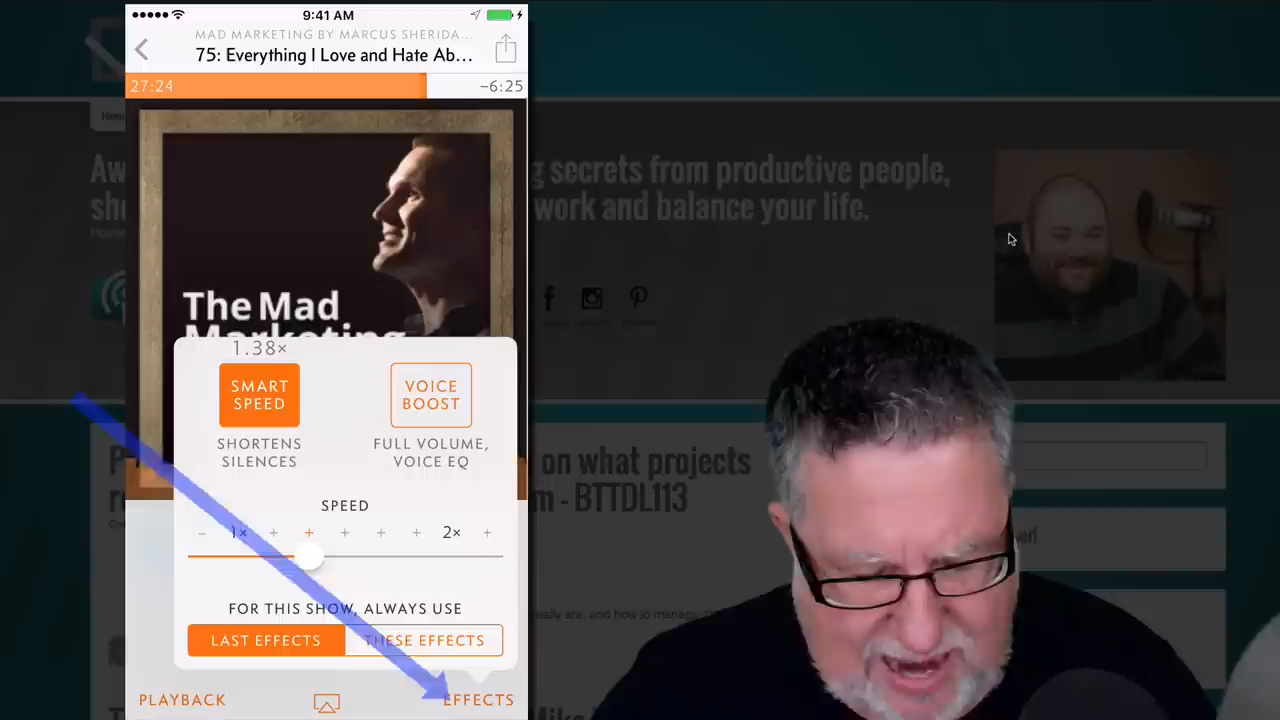 9:41 AM
MAD MARKETING BY MARCUS SHERIDA...
75: Everything I Love and Hate Ab...
27:24
−6:25
The Mad
Marketing
1.38×
SMART
SPEED
VOICE
BOOST
SHORTENS
SILENCES
FULL VOLUME,
VOICE EQ
SPEED
1×
2×
FOR THIS SHOW, ALWAYS USE
LAST EFFECTS
THESE EFFECTS
PLAYBACK
EFFECTS
Hom
g secrets from productive people,
work and balance your life.
Home
on what projects
m - BTTDL113